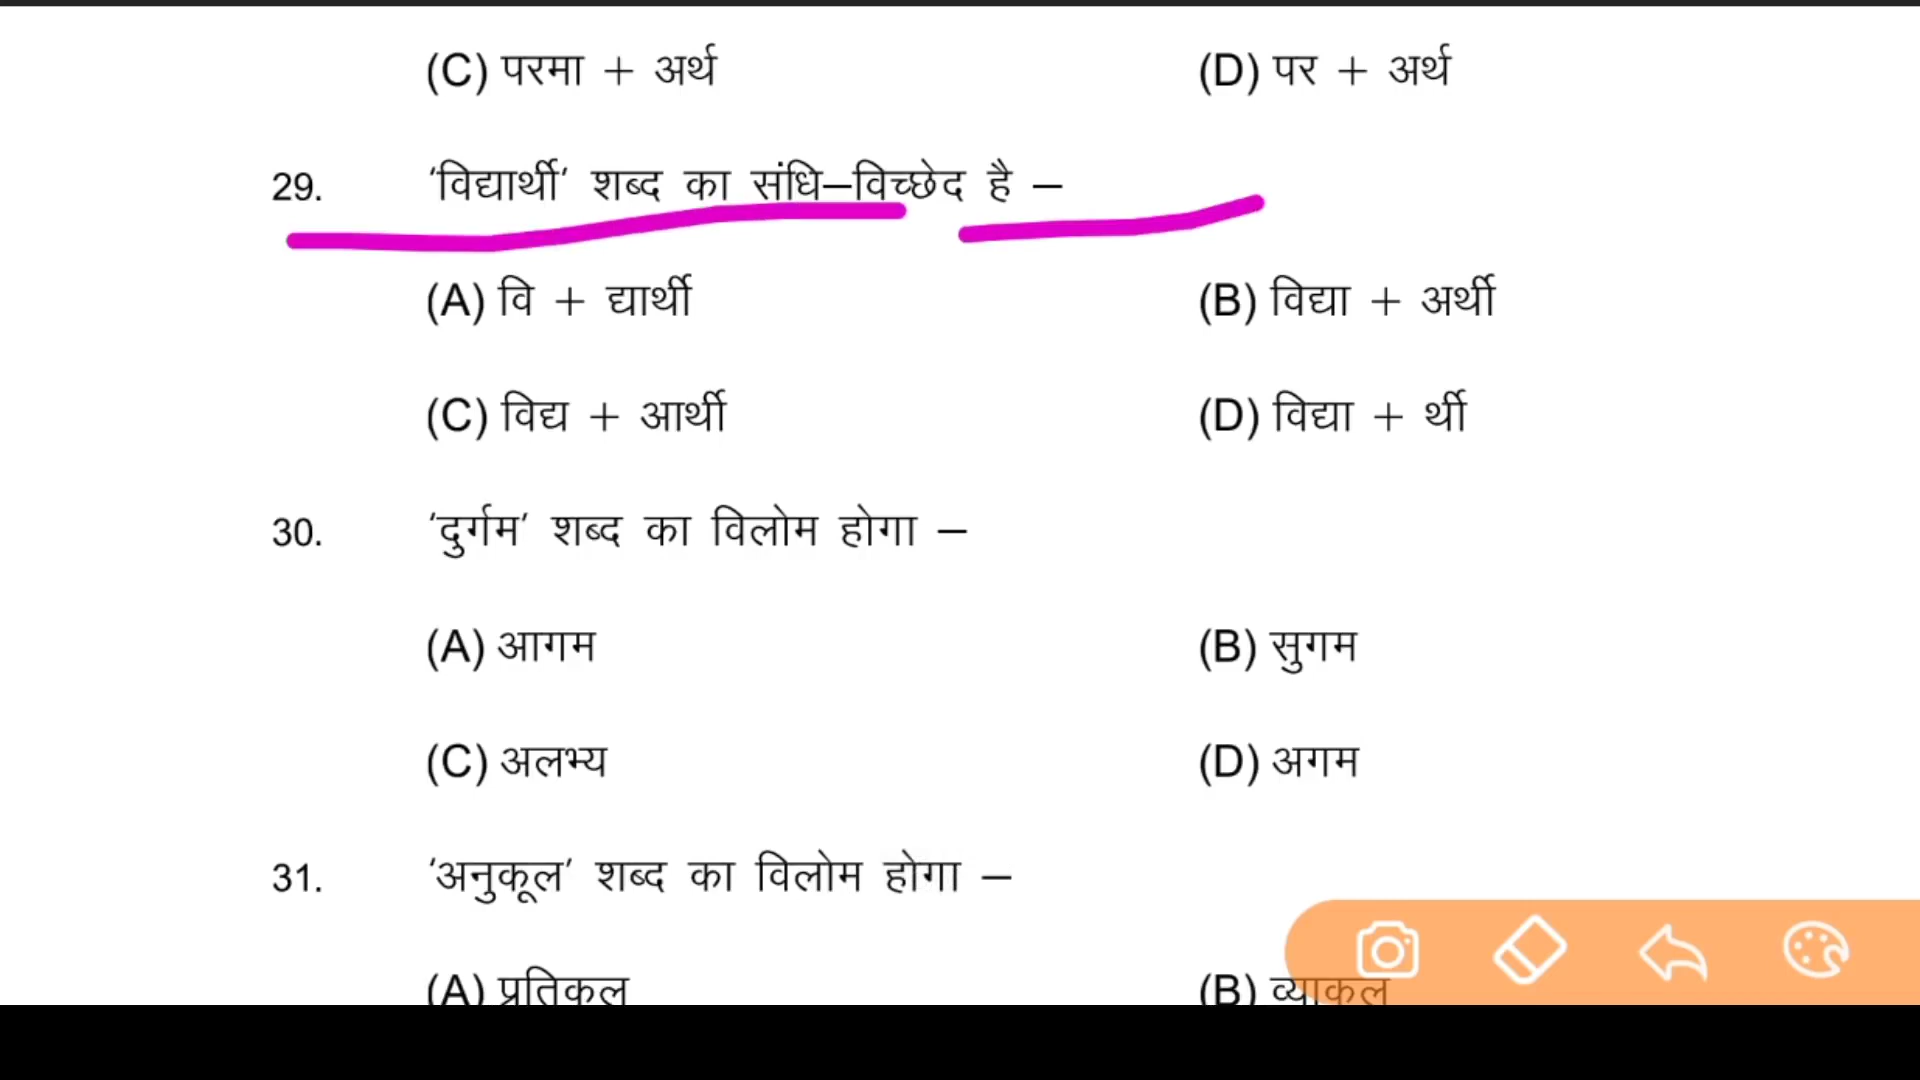 (C) परमा + अर्थ (D) पर + अर्थ
29. 'विद्यार्थी' शब्द का संधि–विच्छेद है –
(A) वि + द्यार्थी (B) विद्या + अर्थी
(C) विद्य + आर्थी (D) विद्या + र्थी
30. 'दुर्गम' शब्द का विलोम होगा –
(A) आगम (B) सुगम
(C) अलभ्य (D) अगम
31. 'अनुकूल' शब्द का विलोम होगा –
(A) प्रतिकूल (B) व्याकुल